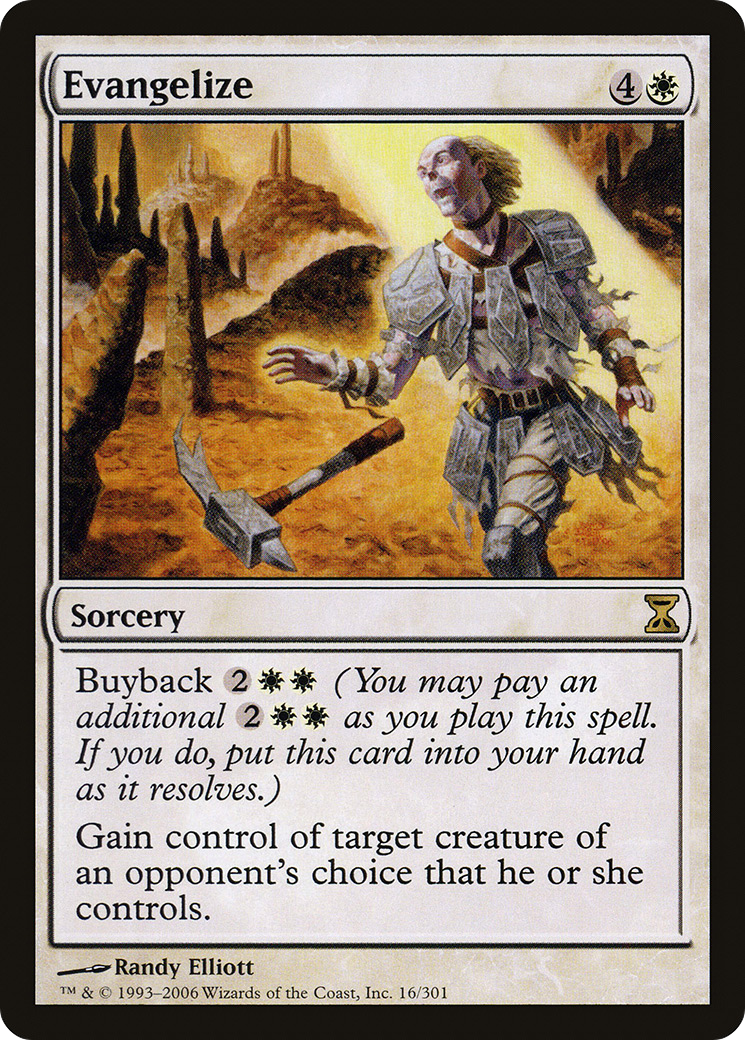 Evangelize 4
Sorcery
Buyback 2 (You may pay an
additional 2 as you play this spell.
If you do, put this card into your hand
as it resolves.)
Gain control of target creature of
an opponent's choice that he or she
controls.
Randy Elliott
™ & © 1993–2006 Wizards of the Coast, Inc. 16/301